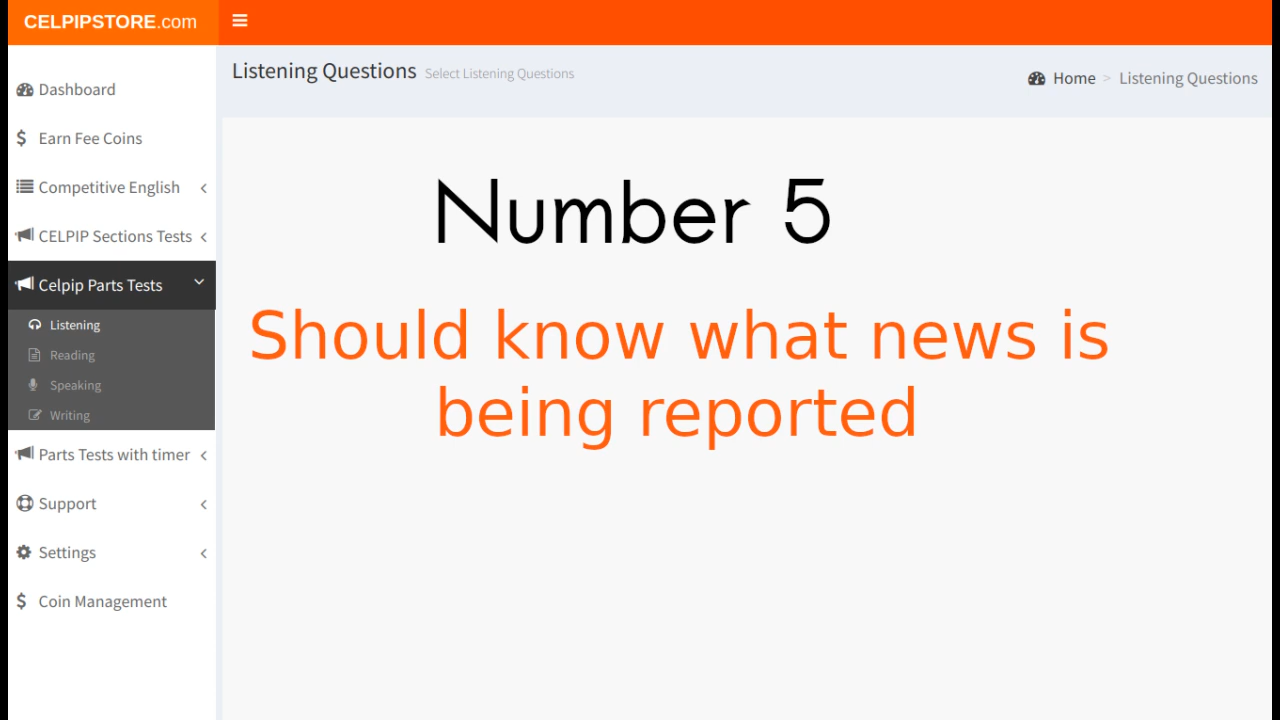 CELPIPSTORE.com
Listening Questions Select Listening Questions
Home > Listening Questions
Dashboard
Earn Fee Coins
Competitive English
CELPIP Sections Tests
Celpip Parts Tests
Listening
Reading
Speaking
Writing
Parts Tests with timer
Support
Settings
Coin Management
Number 5
Should know what news is
being reported